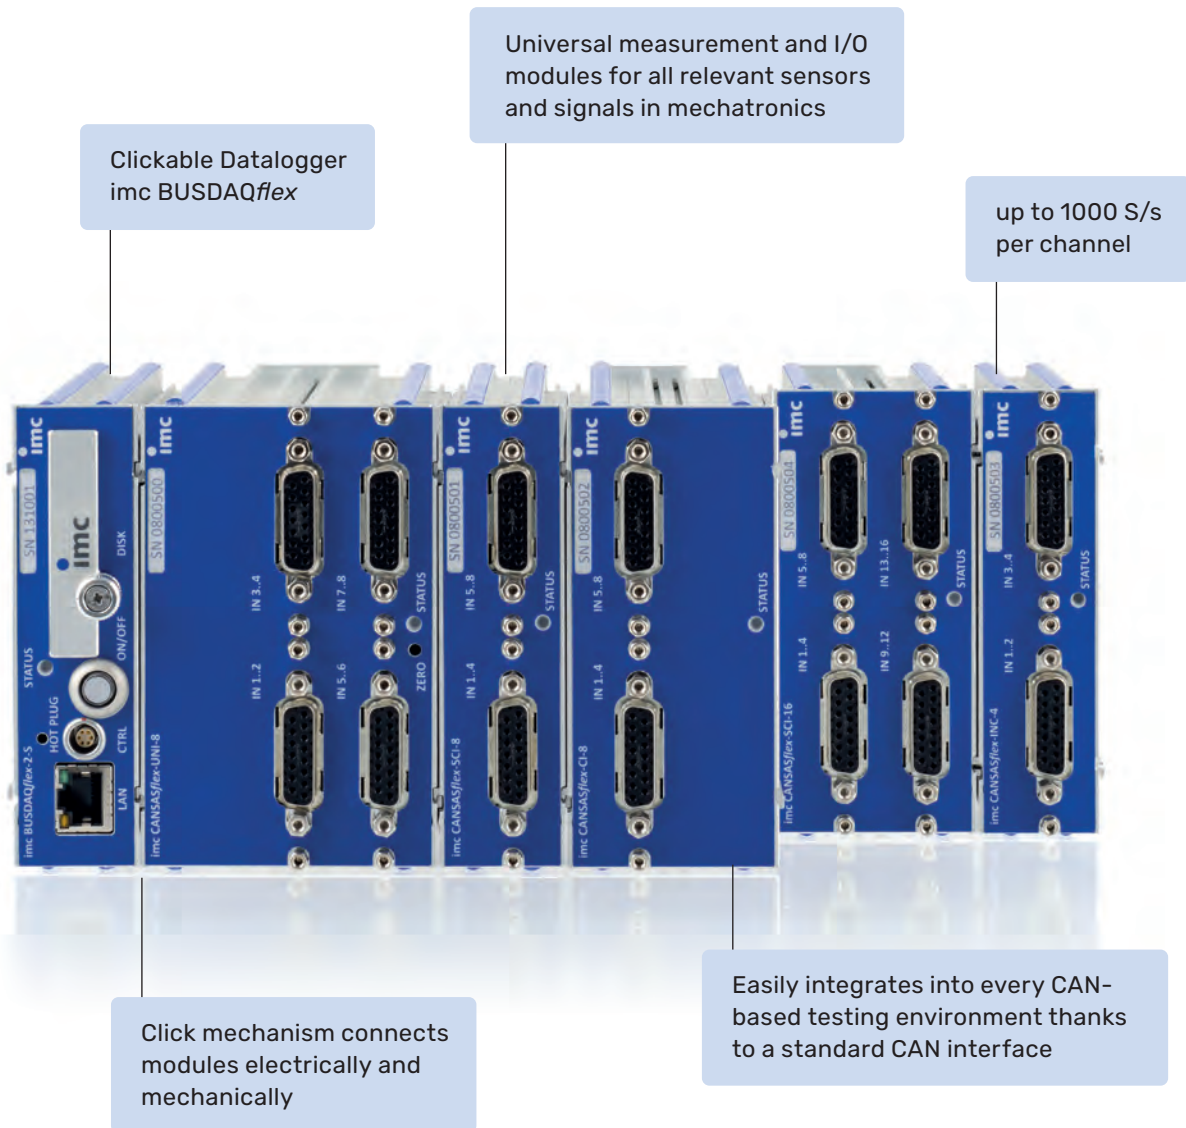 Universal measurement and I/O
modules for all relevant sensors
and signals in mechatronics
Clickable Datalogger
imc BUSDAQflex
up to 1000 S/s
per channel
imc
SN 131001
imc
DISK
STATUS
ON/OFF
HOT PLUG
CTRL
LAN
imc BUSDAQflex-2-S
imc
SN 0800500
IN 3..4
IN 7..8
STATUS
ZERO
IN 1..2
IN 5..6
imc CANSASflex-UNI-8
imc
SN 0800501
IN 5..8
STATUS
IN 1..4
imc CANSASflex-SCI-8
imc
SN 0800502
IN 5..8
STATUS
IN 1..4
imc CANSASflex-CI-8
imc
SN 0800504
IN 5..8
IN 13..16
STATUS
IN 1..4
IN 9..12
imc CANSASflex-SCI-16
imc
SN 0800503
IN 3..4
STATUS
IN 1..2
imc CANSASflex-INC-4
Click mechanism connects
modules electrically and
mechanically
Easily integrates into every CAN-
based testing environment thanks
to a standard CAN interface